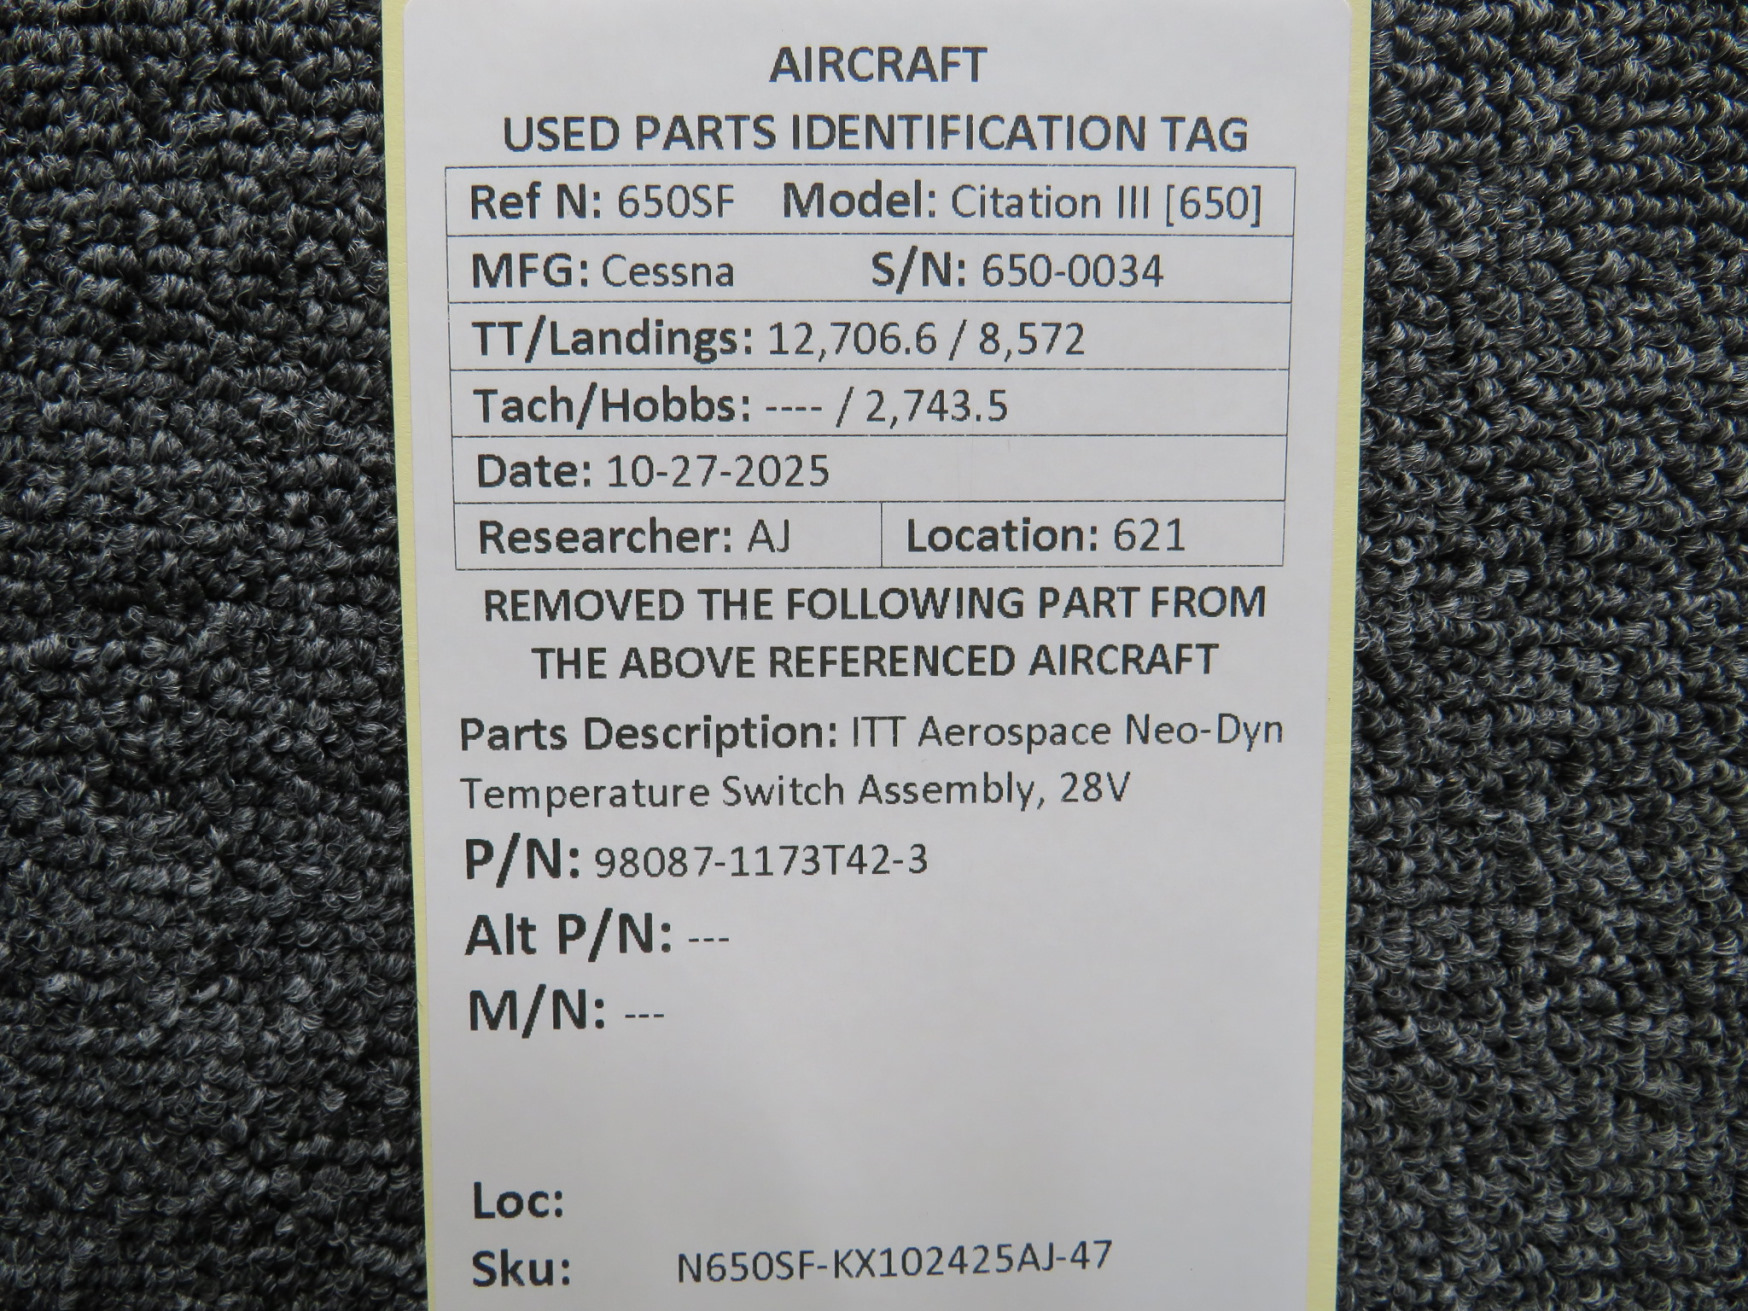 AIRCRAFT
USED PARTS IDENTIFICATION TAG
Ref N: 650SF Model: Citation III [650]
MFG: Cessna S/N: 650-0034
TT/Landings: 12,706.6 / 8,572
Tach/Hobbs: ---- / 2,743.5
Date: 10-27-2025
Researcher: AJ Location: 621
REMOVED THE FOLLOWING PART FROM
THE ABOVE REFERENCED AIRCRAFT
Parts Description: ITT Aerospace Neo-Dyn
Temperature Switch Assembly, 28V
P/N: 98087-1173T42-3
Alt P/N: ---
M/N: ---
Loc:
Sku: N650SF-KX102425AJ-47